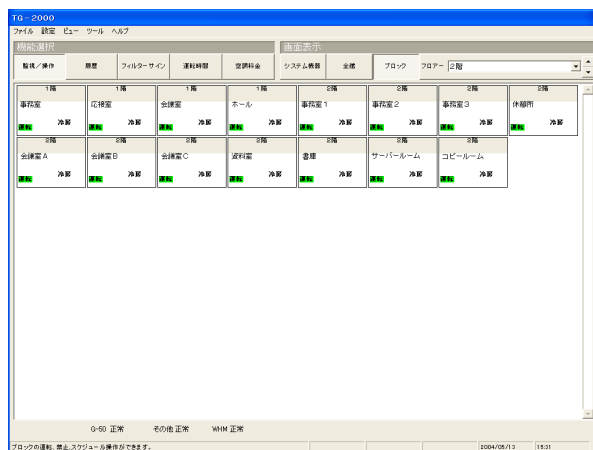 TG-2000
ファイル 設定 ビュー ツール ヘルプ
機能選択 画面表示
監視／操作 履歴 フィルターサイン 運転時間 空調料金 システム機器 全館 ブロック フロアー 2階
1階 1階 1階 1階 2階 2階 2階 2階
事務室 応接室 会議室 ホール 事務室1 事務室2 事務室3 休憩所
運転 冷房 運転 冷房 運転 冷房 運転 冷房 運転 冷房 運転 冷房 運転 冷房 運転 冷房
2階 2階 2階 2階 2階 2階 2階
会議室A 会議室B 会議室C 資料室 書庫 サーバールーム コピールーム
運転 冷房 運転 冷房 運転 冷房 運転 冷房 運転 冷房 運転 冷房 運転 冷房
G-50 正常 その他 正常 WHM 正常
ブロックの運転、禁止、スケジュール操作ができます。 2004/05/13 15:31